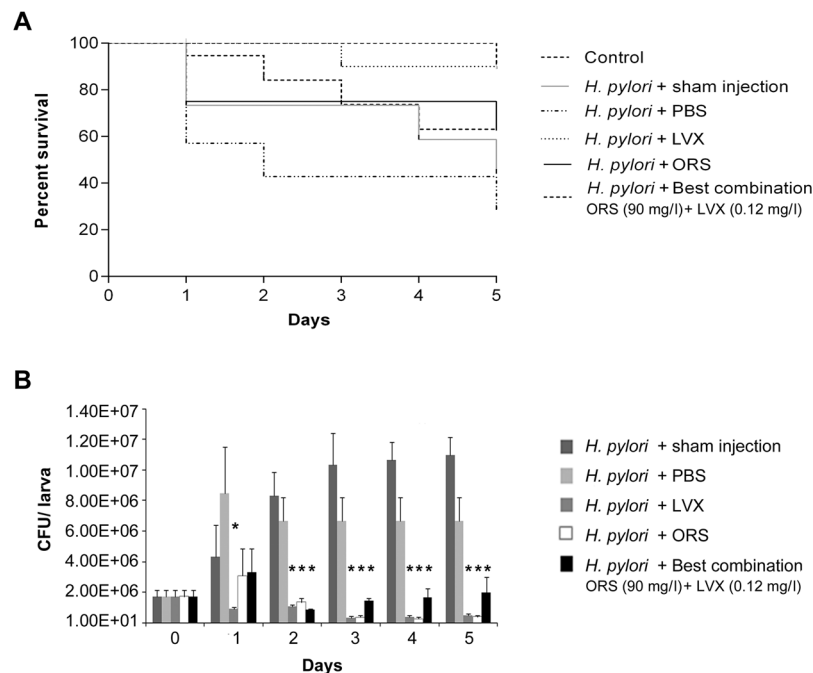 A
100
80
60
40
20
0
Percent survival
0 1 2 3 4 5
Days
Control
H. pylori + sham injection
H. pylori + PBS
H. pylori + LVX
H. pylori + ORS
H. pylori + Best combination
ORS (90 mg/l)+ LVX (0.12 mg/l)
B
1.40E+07
1.20E+07
1.00E+07
8.00E+06
6.00E+06
4.00E+06
2.00E+06
1.00E+01
CFU/ larva
* *** *** *** ***
0 1 2 3 4 5
Days
H. pylori + sham injection
H. pylori + PBS
H. pylori + LVX
H. pylori + ORS
H. pylori + Best combination
ORS (90 mg/l)+ LVX (0.12 mg/l)